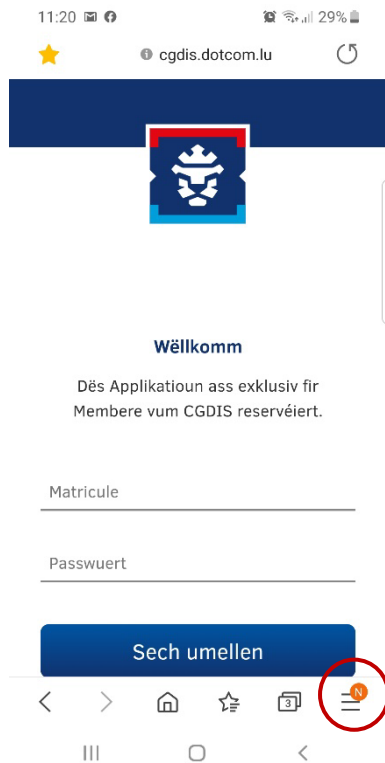 11:20 29%
cgdis.dotcom.lu
Wëllkomm
Dës Applikatioun ass exklusiv fir
Membere vum CGDIS reservéiert.
Matricule
Passwuert
Sech umellen
3 N